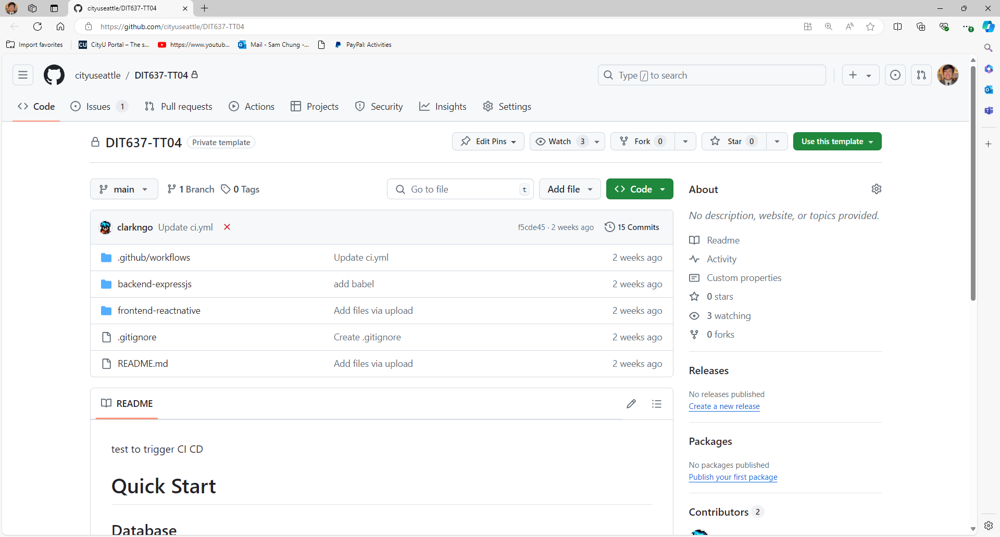 cityuseattle/DIT637-TT04
https://github.com/cityuseattle/DIT637-TT04
Import favorites
CU CityU Portal – The s...
https://www.youtub...
Mail - Sam Chung -...
PayPal: Activities
cityuseattle / DIT637-TT04
Type / to search
Code
Issues 1
Pull requests
Actions
Projects
Security
Insights
Settings
DIT637-TT04 Private template
Edit Pins
Watch 3
Fork 0
Star 0
Use this template
main
1 Branch
0 Tags
Go to file t
Add file
Code
clarkngo Update ci.yml
f5cde45 · 2 weeks ago
15 Commits
.github/workflows Update ci.yml 2 weeks ago
backend-expressjs add babel 2 weeks ago
frontend-reactnative Add files via upload 2 weeks ago
.gitignore Create .gitignore 2 weeks ago
README.md Add files via upload 2 weeks ago
README
test to trigger CI CD
Quick Start
Database
About
No description, website, or topics provided.
Readme
Activity
Custom properties
0 stars
3 watching
0 forks
Releases
No releases published
Create a new release
Packages
No packages published
Publish your first package
Contributors 2